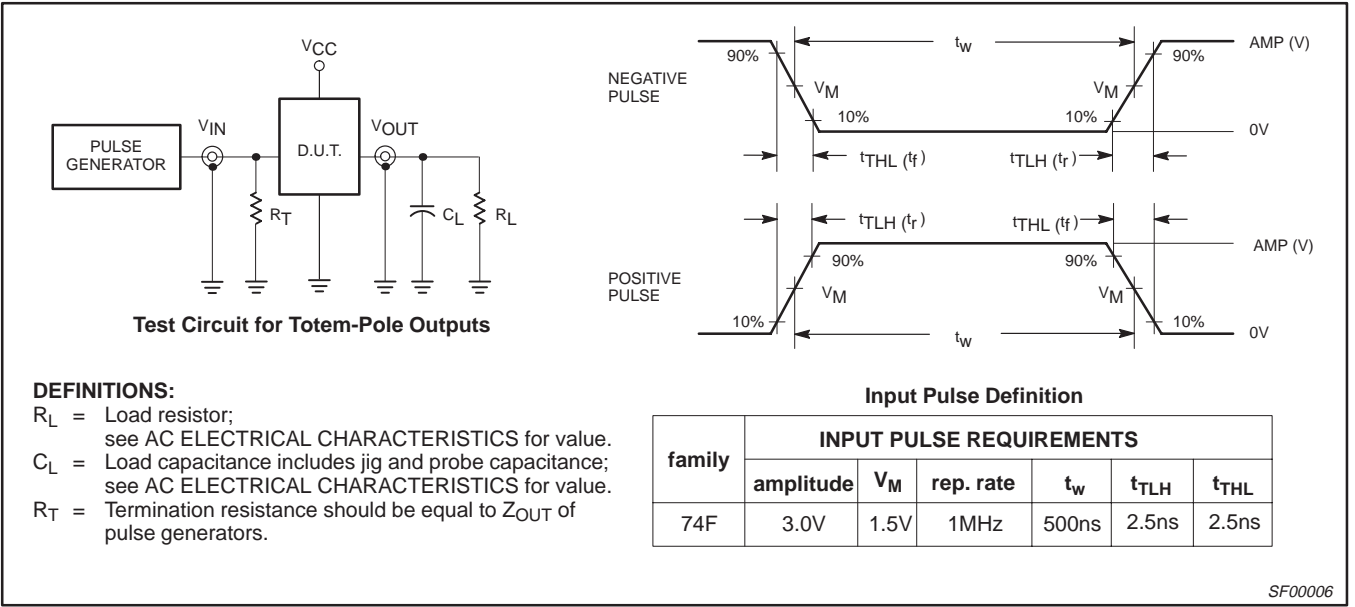 VCC
VIN
VOUT
PULSE
GENERATOR
D.U.T.
RT
CL
RL
Test Circuit for Totem-Pole Outputs
NEGATIVE
PULSE
90%
tw
90%
AMP (V)
VM
VM
10%
10%
0V
tTHL (tf)
tTLH (tr)
tTLH (tr)
tTHL (tf)
AMP (V)
POSITIVE
PULSE
90%
90%
VM
VM
10%
10%
tw
0V
Input Pulse Definition
DEFINITIONS:
RL = Load resistor;
see AC ELECTRICAL CHARACTERISTICS for value.
CL = Load capacitance includes jig and probe capacitance;
see AC ELECTRICAL CHARACTERISTICS for value.
RT = Termination resistance should be equal to ZOUT of
pulse generators.
family INPUT PULSE REQUIREMENTS
amplitude VM rep. rate tw tTLH tTHL
74F 3.0V 1.5V 1MHz 500ns 2.5ns 2.5ns
SF00006